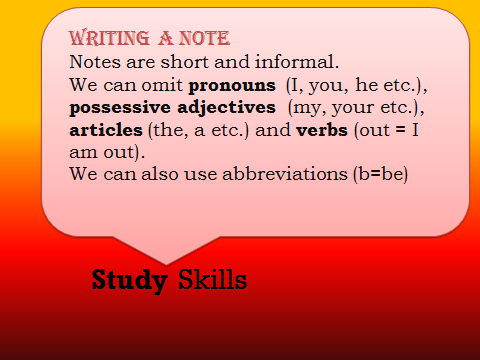 WRITING A NOTE
Notes are short and informal.
We can omit pronouns (I, you, he etc.),
possessive adjectives (my, your etc.),
articles (the, a etc.) and verbs (out = I
am out).
We can also use abbreviations (b=be)
Study Skills